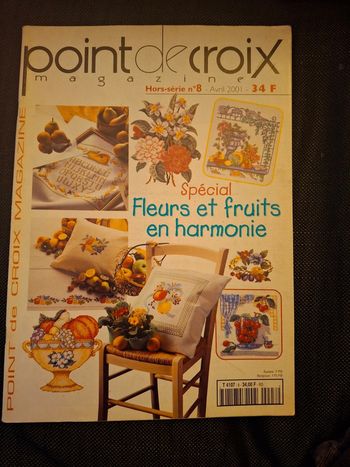 point de croix
magazine
Hors-série n°8 - Avril 2001 - 34 F
POINT de CROIX MAGAZINE
Spécial
Fleurs et fruits
en harmonie